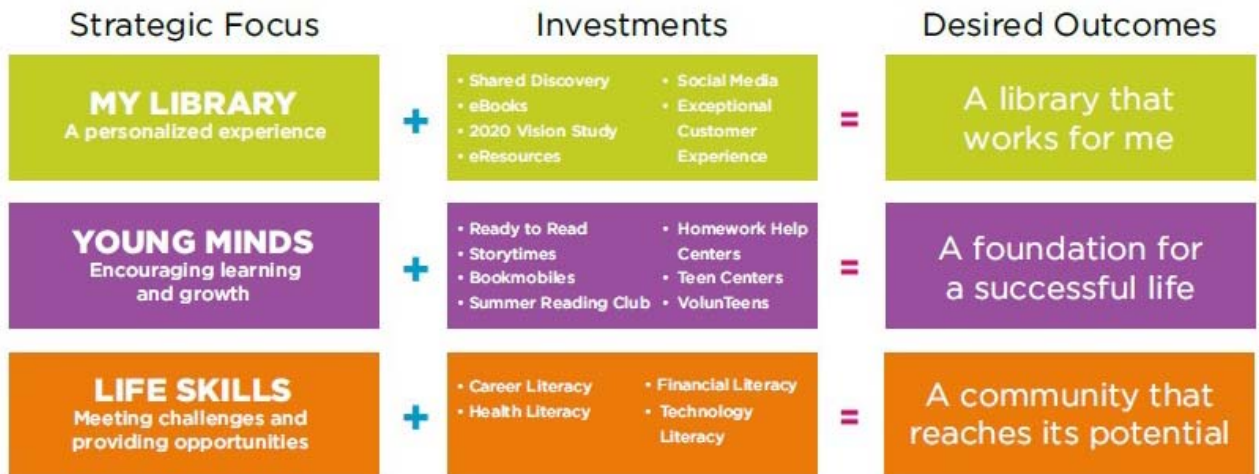 Strategic Focus
Investments
Desired Outcomes
MY LIBRARY
A personalized experience
+
• Shared Discovery
• eBooks
• 2020 Vision Study
• eResources
• Social Media
• Exceptional
Customer
Experience
=
A library that
works for me
YOUNG MINDS
Encouraging learning
and growth
+
• Ready to Read
• Storytimes
• Bookmobiles
• Summer Reading Club
• Homework Help
Centers
• Teen Centers
• VolunTeens
=
A foundation for
a successful life
LIFE SKILLS
Meeting challenges and
providing opportunities
+
• Career Literacy
• Health Literacy
• Financial Literacy
• Technology
Literacy
=
A community that
reaches its potential